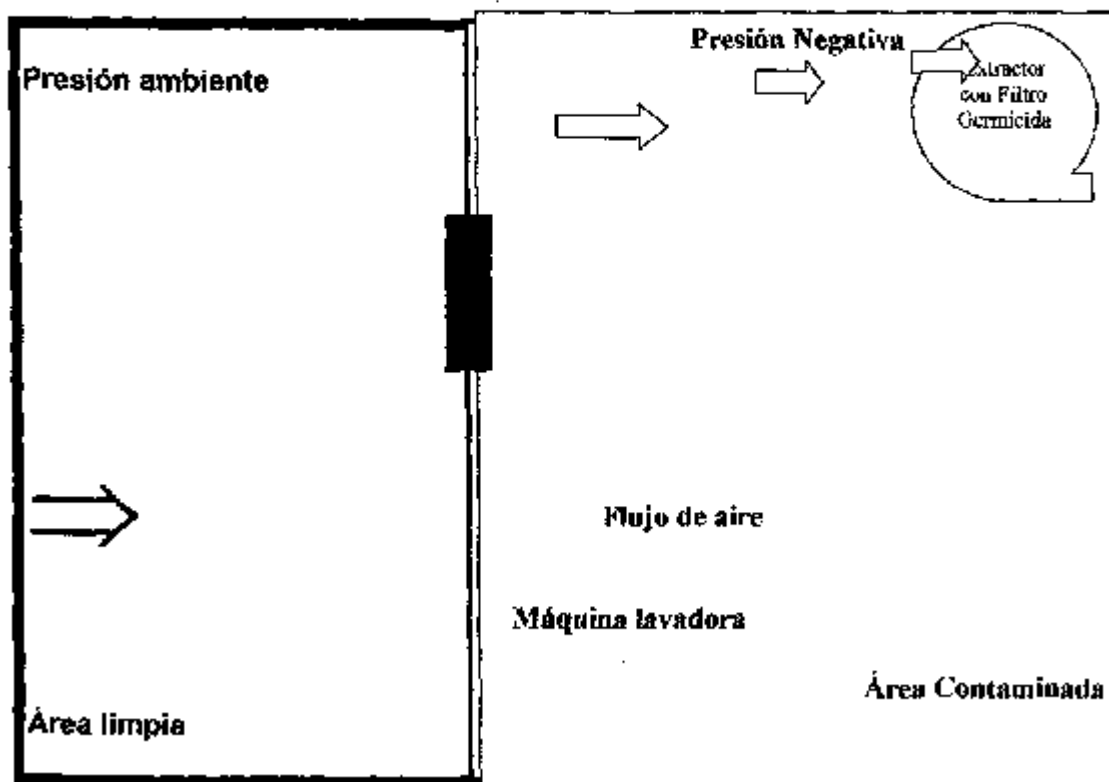 Presión ambiente
Presión Negativa
Extractor
con Filtro
Germicida
Flujo de aire
Máquina lavadora
Área Contaminada
Área limpia